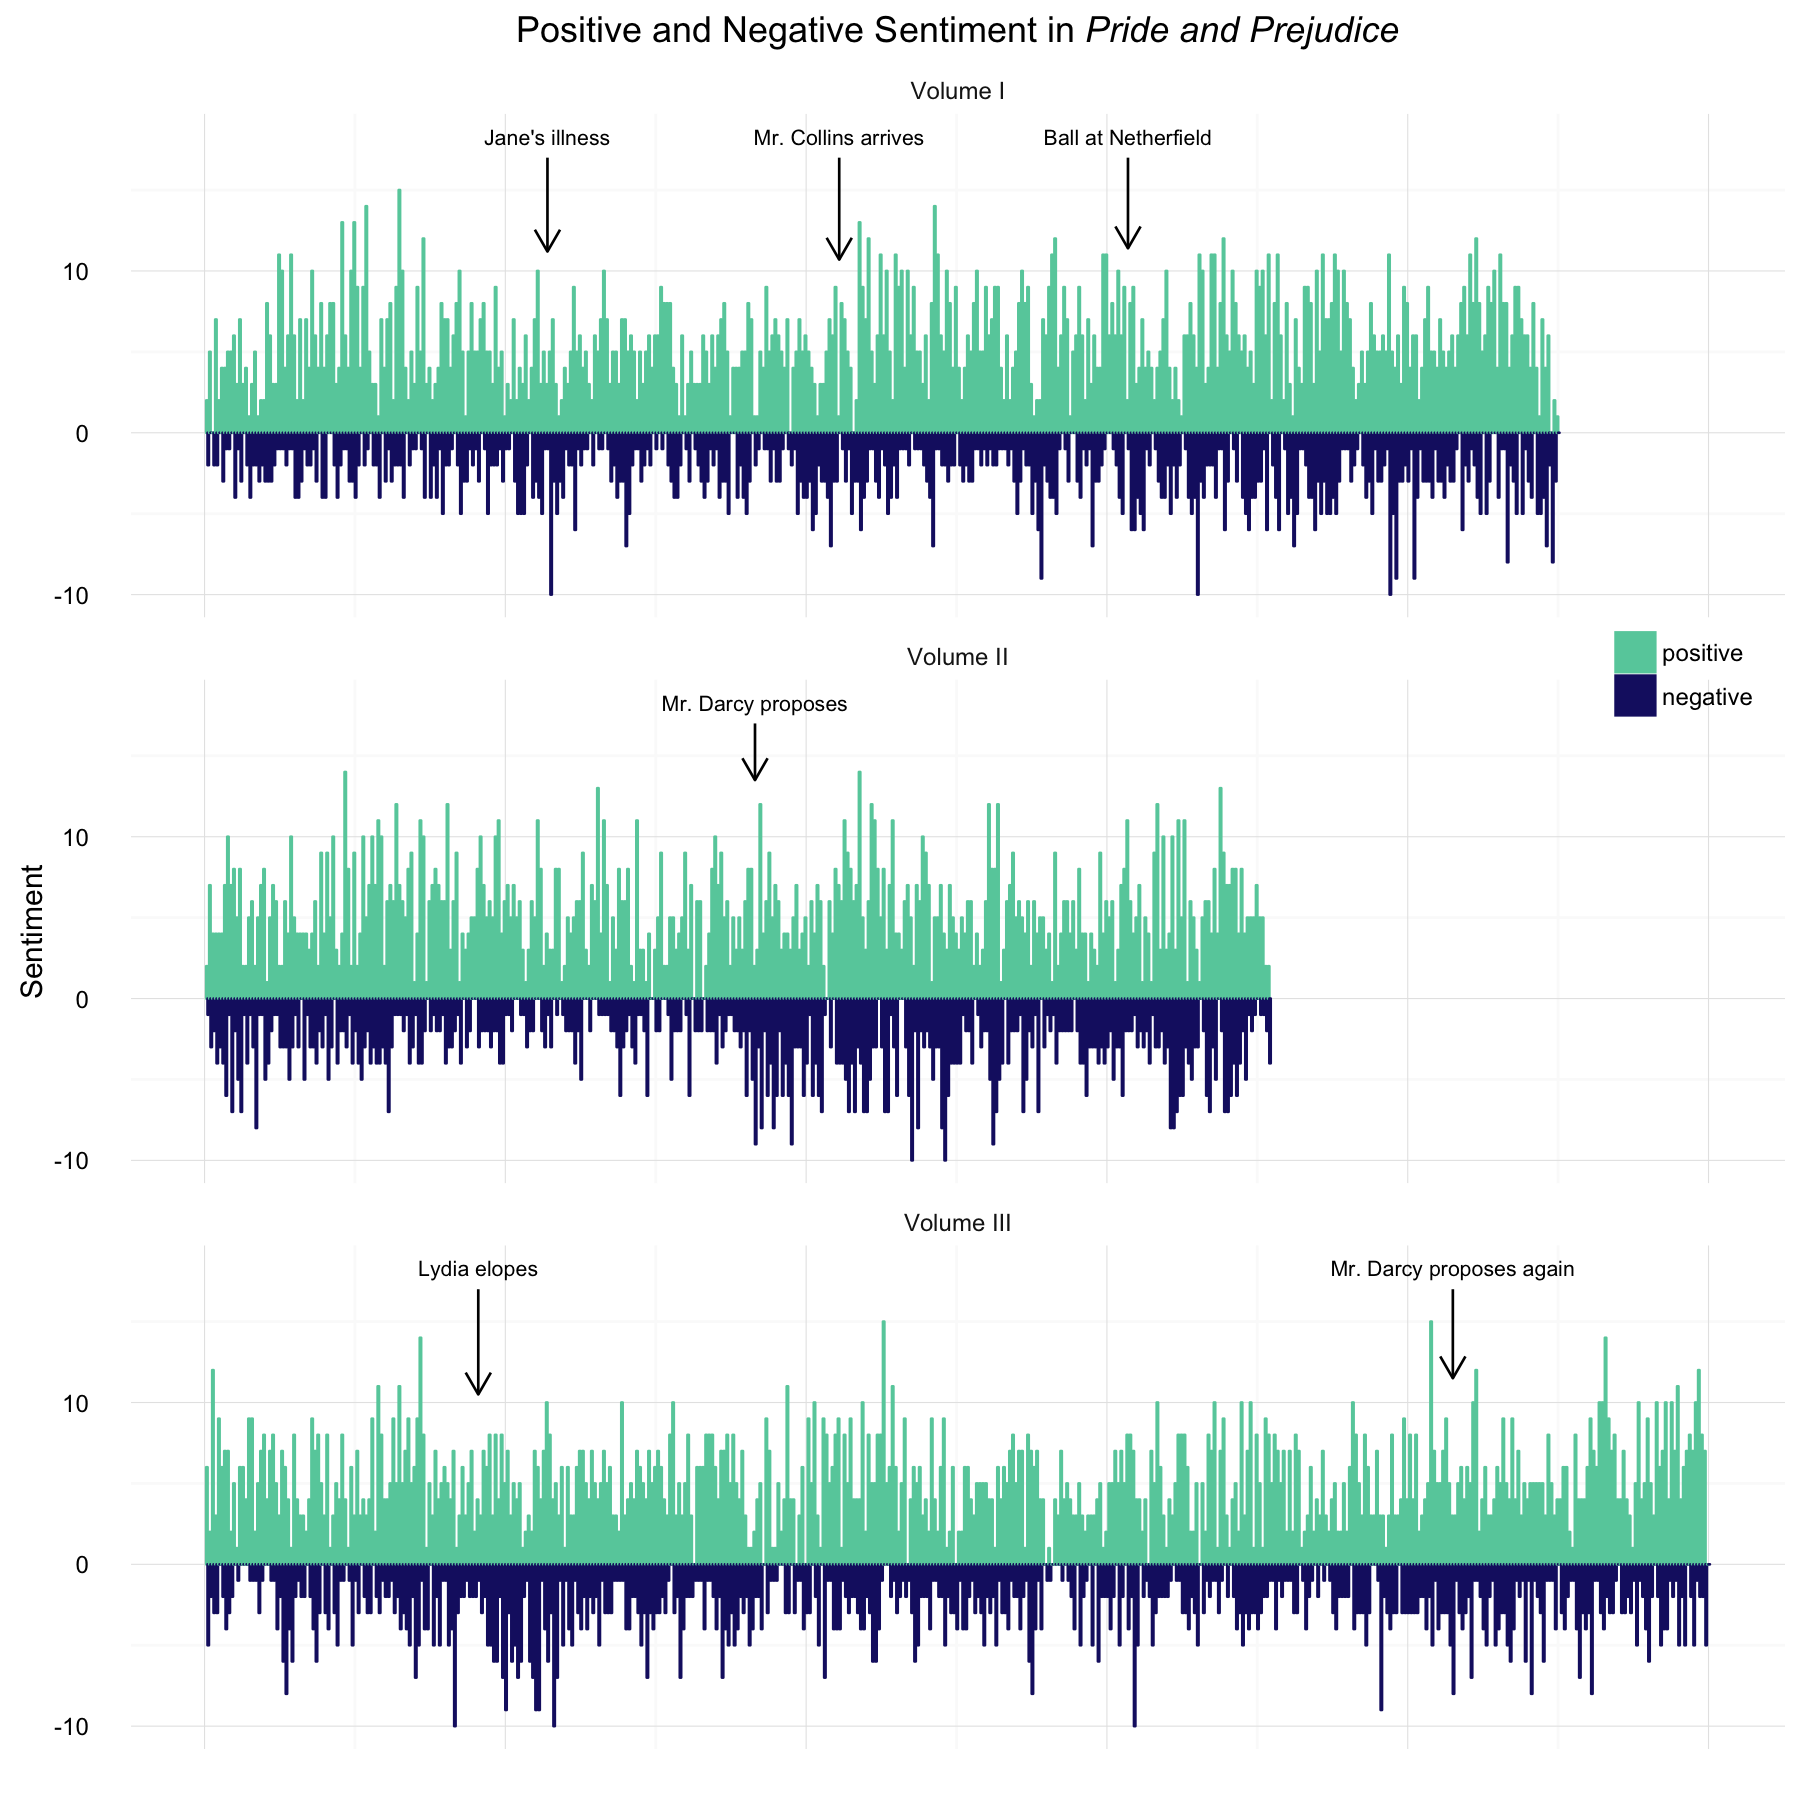 Positive and Negative Sentiment in Pride and Prejudice
Volume I
Jane's illness
Mr. Collins arrives
Ball at Netherfield
10
0
-10
positive
negative
Volume II
Mr. Darcy proposes
10
0
-10
Sentiment
Volume III
Lydia elopes
Mr. Darcy proposes again
10
0
-10